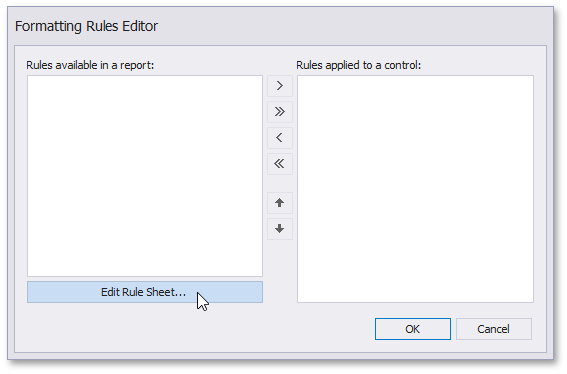 Formatting Rules Editor
Rules available in a report:
Rules applied to a control:
Edit Rule Sheet...
OK
Cancel